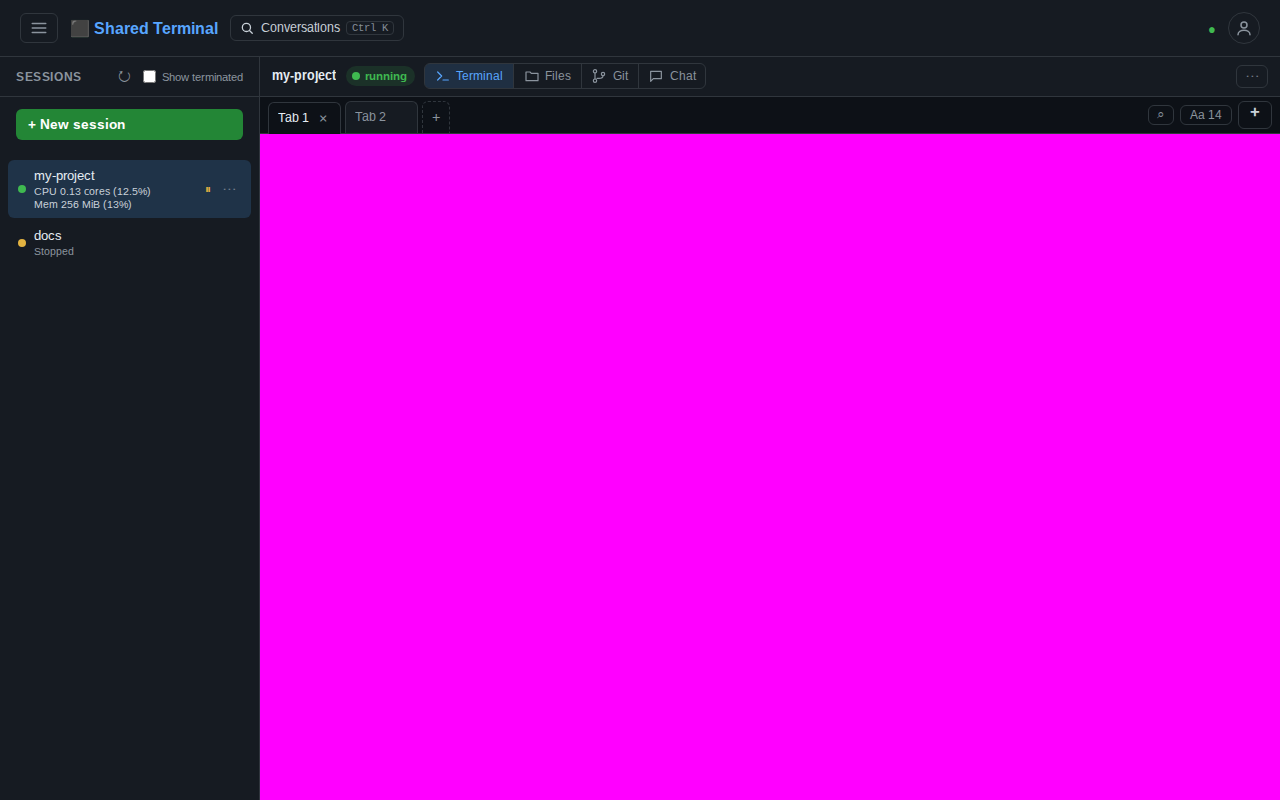 Shared Terminal
Conversations Ctrl K
SESSIONS
Show terminated
+ New session
my-project
CPU 0.13 cores (12.5%)
Mem 256 MiB (13%)
docs
Stopped
my-project
running
Terminal
Files
Git
Chat
Tab 1 ×
Tab 2
+
Aa 14
+